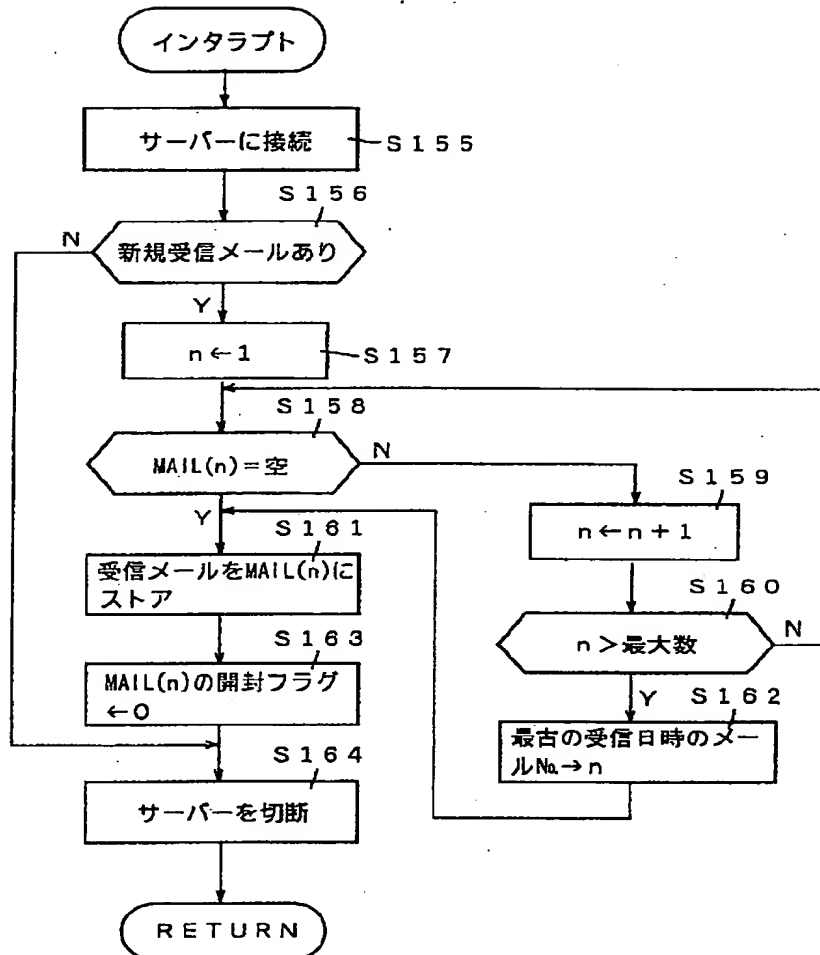 インタラプト
サーバーに接続
S155
S156
新規受信メールあり
N
Y
n←1
S157
S158
MAIL(n)=空
N
Y
S159
n←n+1
S160
n>最大数
N
Y
S162
最古の受信日時のメー
ルNo.→n
S161
受信メールをMAIL(n)に
ストア
S163
MAIL(n)の開封フラグ
←0
S164
サーバーを切断
RETURN